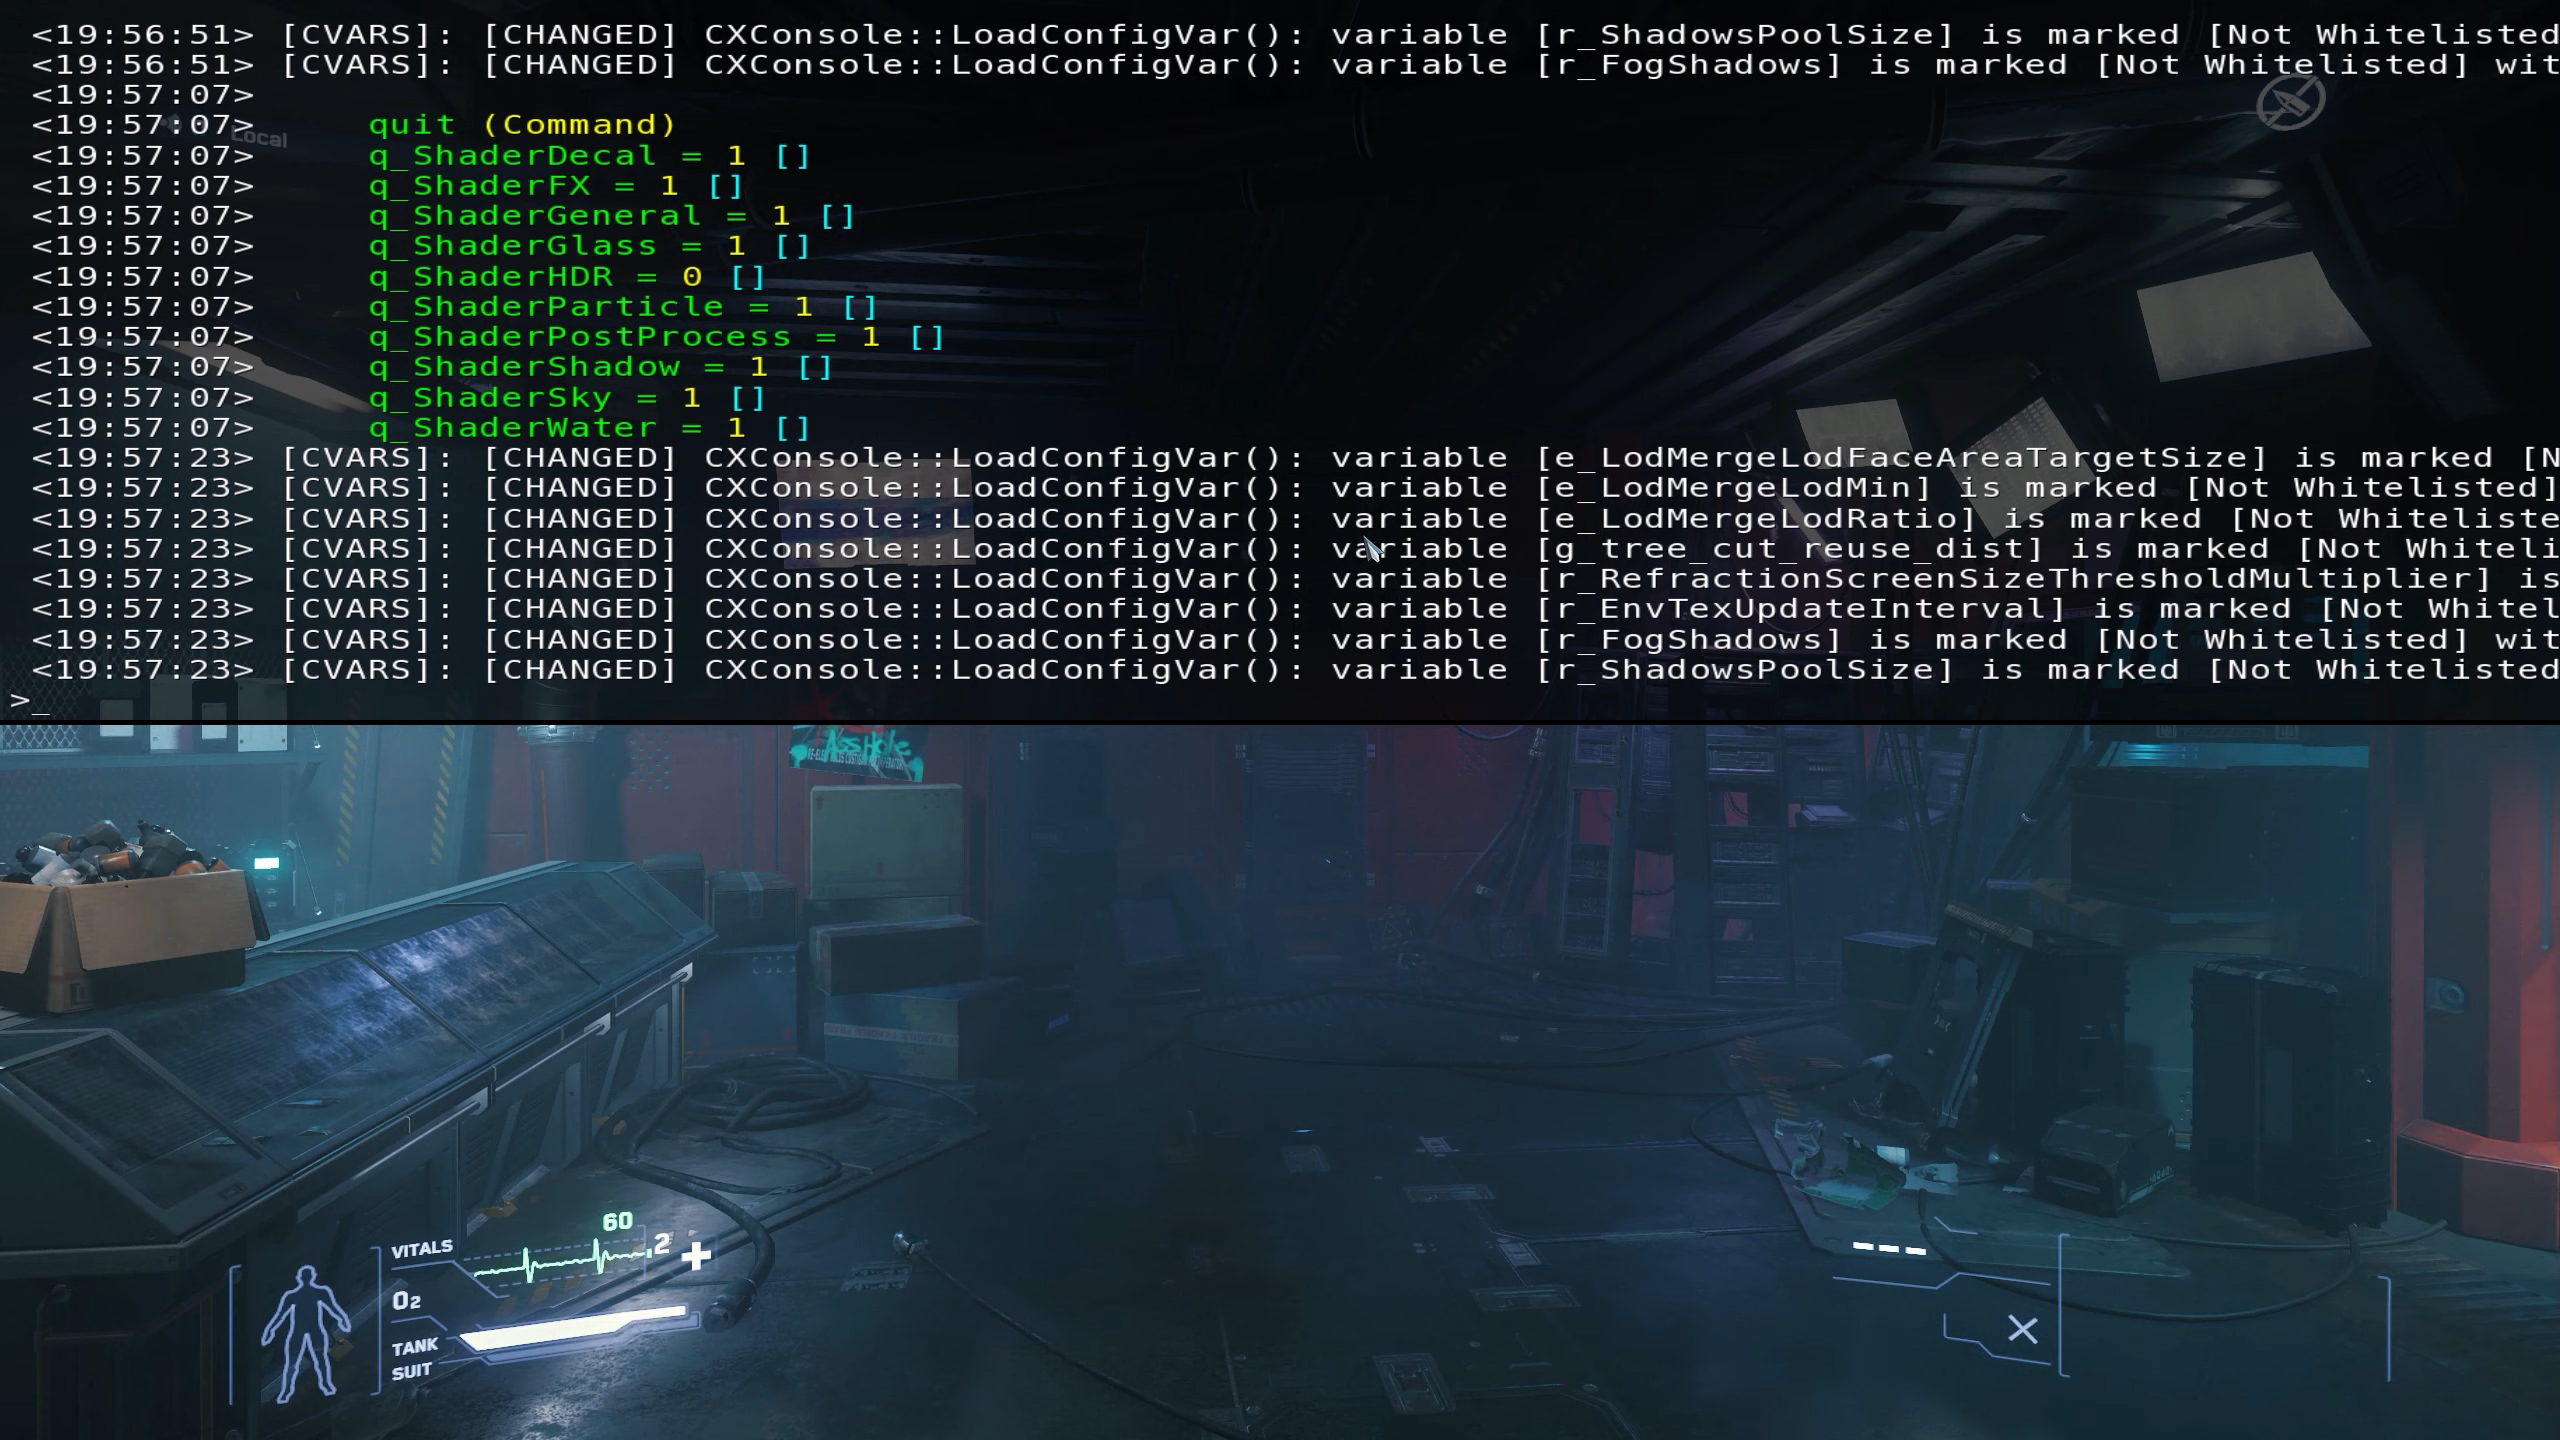 <19:56:51> [CVARS]: [CHANGED] CXConsole::LoadConfigVar(): variable [r_ShadowsPoolSize] is marked [Not Whitelisted
<19:56:51> [CVARS]: [CHANGED] CXConsole::LoadConfigVar(): variable [r_FogShadows] is marked [Not Whitelisted] wit
<19:57:07>
<19:57:07> quit (Command)
Local
<19:57:07> q_ShaderDecal = 1 []
<19:57:07> q_ShaderFX = 1 []
<19:57:07> q_ShaderGeneral = 1 []
<19:57:07> q_ShaderGlass = 1 []
<19:57:07> q_ShaderHDR = 0 []
<19:57:07> q_ShaderParticle = 1 []
<19:57:07> q_ShaderPostProcess = 1 []
<19:57:07> q_ShaderShadow = 1 []
<19:57:07> q_ShaderSky = 1 []
<19:57:07> q_ShaderWater = 1 []
<19:57:23> [CVARS]: [CHANGED] CXConsole::LoadConfigVar(): variable [e_LodMergeLodFaceAreaTargetSize] is marked [N
<19:57:23> [CVARS]: [CHANGED] CXConsole::LoadConfigVar(): variable [e_LodMergeLodMin] is marked [Not Whitelisted]
<19:57:23> [CVARS]: [CHANGED] CXConsole::LoadConfigVar(): variable [e_LodMergeLodRatio] is marked [Not Whiteliste
<19:57:23> [CVARS]: [CHANGED] CXConsole::LoadConfigVar(): variable [g_tree_cut_reuse_dist] is marked [Not Whiteli
<19:57:23> [CVARS]: [CHANGED] CXConsole::LoadConfigVar(): variable [r_RefractionScreenSizeThresholdMultiplier] is
<19:57:23> [CVARS]: [CHANGED] CXConsole::LoadConfigVar(): variable [r_EnvTexUpdateInterval] is marked [Not Whitel
<19:57:23> [CVARS]: [CHANGED] CXConsole::LoadConfigVar(): variable [r_FogShadows] is marked [Not Whitelisted] wit
<19:57:23> [CVARS]: [CHANGED] CXConsole::LoadConfigVar(): variable [r_ShadowsPoolSize] is marked [Not Whitelisted
>_
AssHole
60
VITALS
2
O2
TANK
SUIT